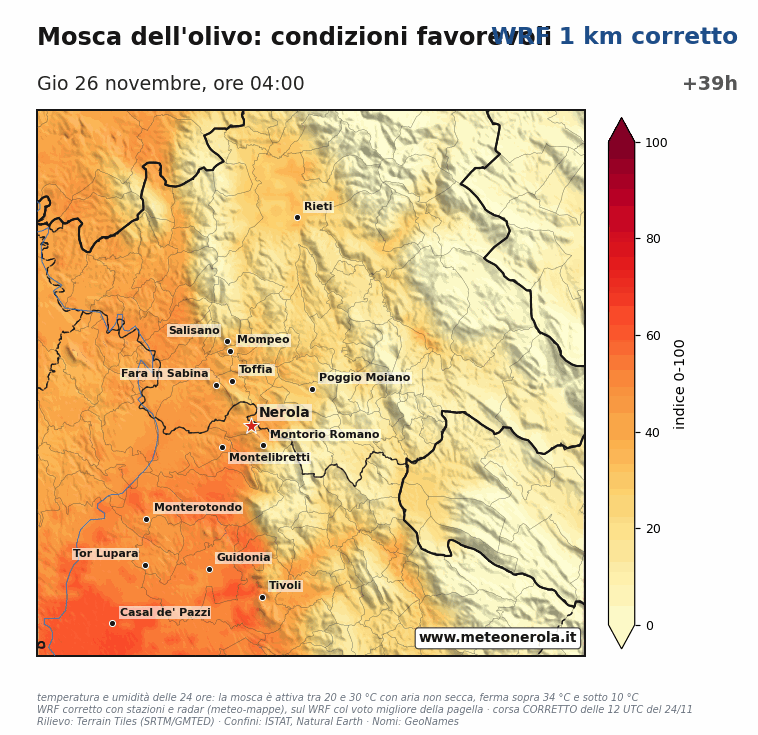 Mosca dell'olivo: condizioni favorevoli WRF 1 km corretto
Gio 26 novembre, ore 04:00 +39h
100
80
60
40
20
0
indice 0-100
Rieti
Salisano
Mompeo
Fara in Sabina
Toffia
Poggio Moiano
Nerola
Montorio Romano
Montelibretti
Monterotondo
Tor Lupara
Guidonia
Tivoli
Casal de' Pazzi
www.meteonerola.it
temperatura e umidità delle 24 ore: la mosca è attiva tra 20 e 30 °C con aria non secca, ferma sopra 34 °C e sotto 10 °C
WRF corretto con stazioni e radar (meteo-mappe), sul WRF col voto migliore della pagella · corsa CORRETTO delle 12 UTC del 24/11
Rilievo: Terrain Tiles (SRTM/GMTED) · Confini: ISTAT, Natural Earth · Nomi: GeoNames